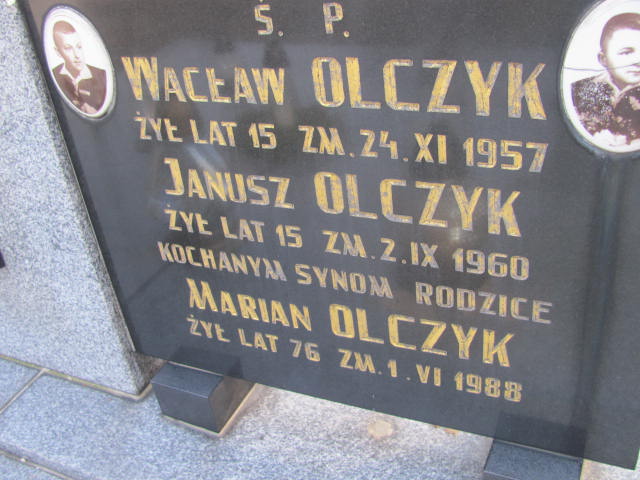 Ś. P.
WACŁAW OLCZYK
ŻYŁ LAT 15 ZM. 24. XI 1957
JANUSZ OLCZYK
ŻYŁ LAT 15 ZM. 2. IX 1960
KOCHANYM SYNOM RODZICE
MARIAN OLCZYK
ŻYŁ LAT 76 ZM. 1. VI 1988